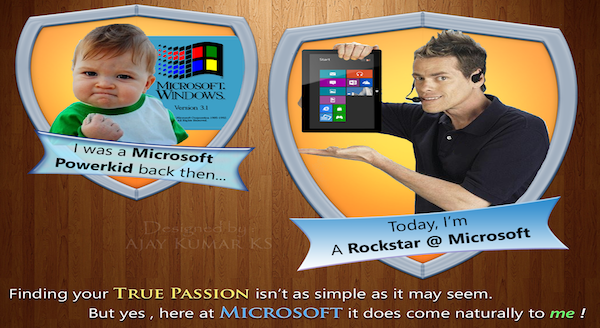 MICROSOFT®
WINDOWS™
Version 3.1
I was a Microsoft
Powerkid back then...
Start
Today, I'm
A Rockstar @ Microsoft
Designed by
AJAY KUMAR KS
Finding your TRUE PASSION isn't as simple as it may seem.
But yes , here at MICROSOFT it does come naturally to me !